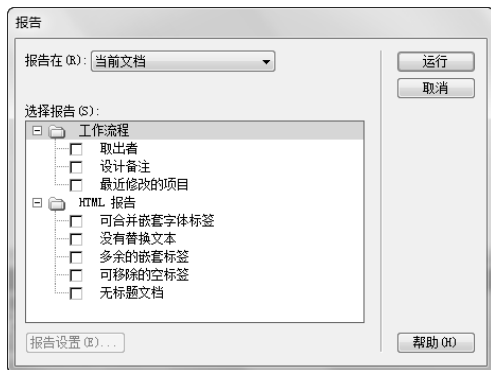 报告
报告在(R): 当前文档
运行
取消
选择报告(S):
工作流程
取出者
设计备注
最近修改的项目
HTML 报告
可合并嵌套字体标签
没有替换文本
多余的嵌套标签
可移除的空标签
无标题文档
报告设置(E)...
帮助(H)